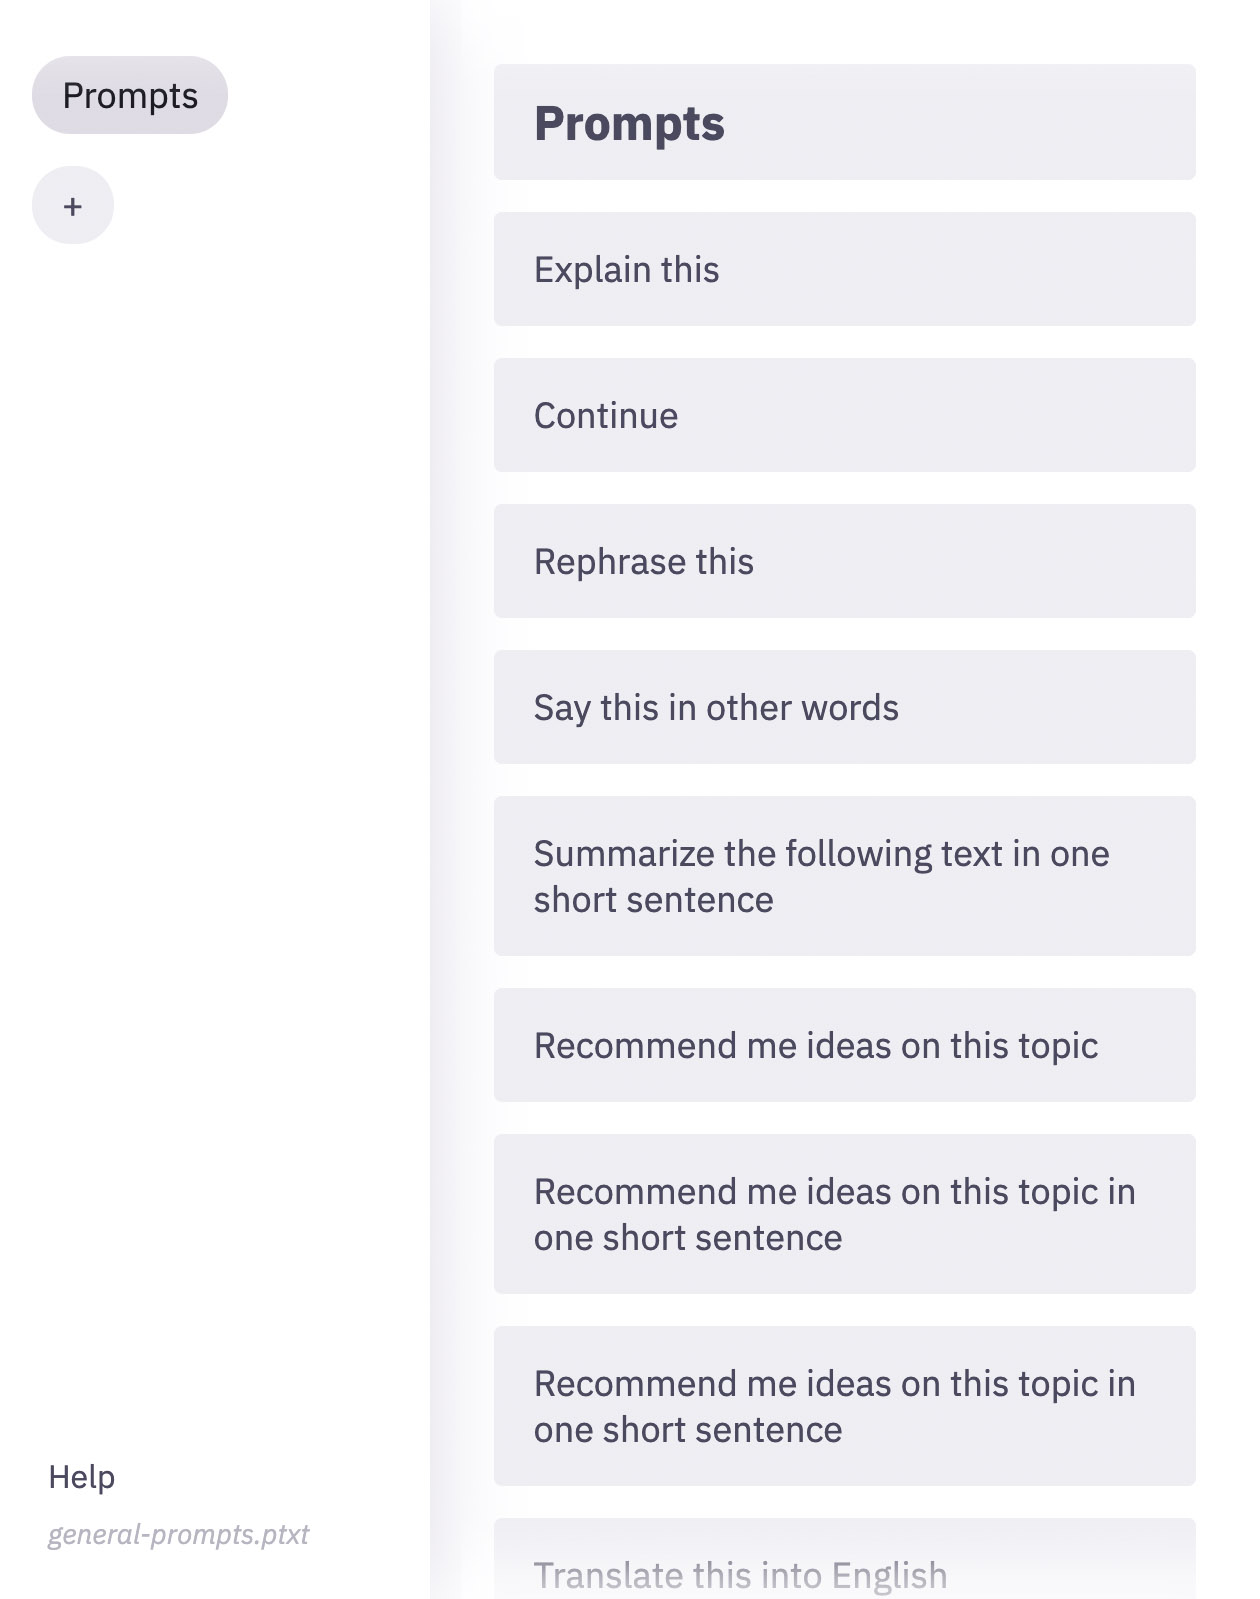 Prompts
+
Help
general-prompts.ptxt
Prompts
Explain this
Continue
Rephrase this
Say this in other words
Summarize the following text in one
short sentence
Recommend me ideas on this topic
Recommend me ideas on this topic in
one short sentence
Recommend me ideas on this topic in
one short sentence
Translate this into English